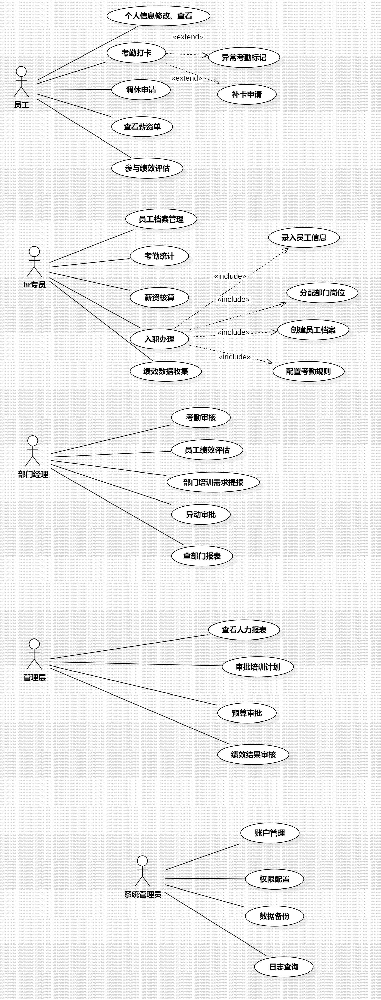 个人信息修改、查看
«extend»
考勤打卡
异常考勤标记
«extend»
调休申请
补卡申请
员工
查看薪资单
参与绩效评估
员工档案管理
录入员工信息
考勤统计
«include»
hr专员
分配部门岗位
薪资核算
«include»
创建员工档案
«include»
入职办理
«include»
绩效数据收集
配置考勤规则
考勤审核
员工绩效评估
部门经理
部门培训需求提报
异动审批
查部门报表
查看人力报表
审批培训计划
管理层
预算审批
绩效结果审核
账户管理
权限配置
系统管理员
数据备份
日志查询